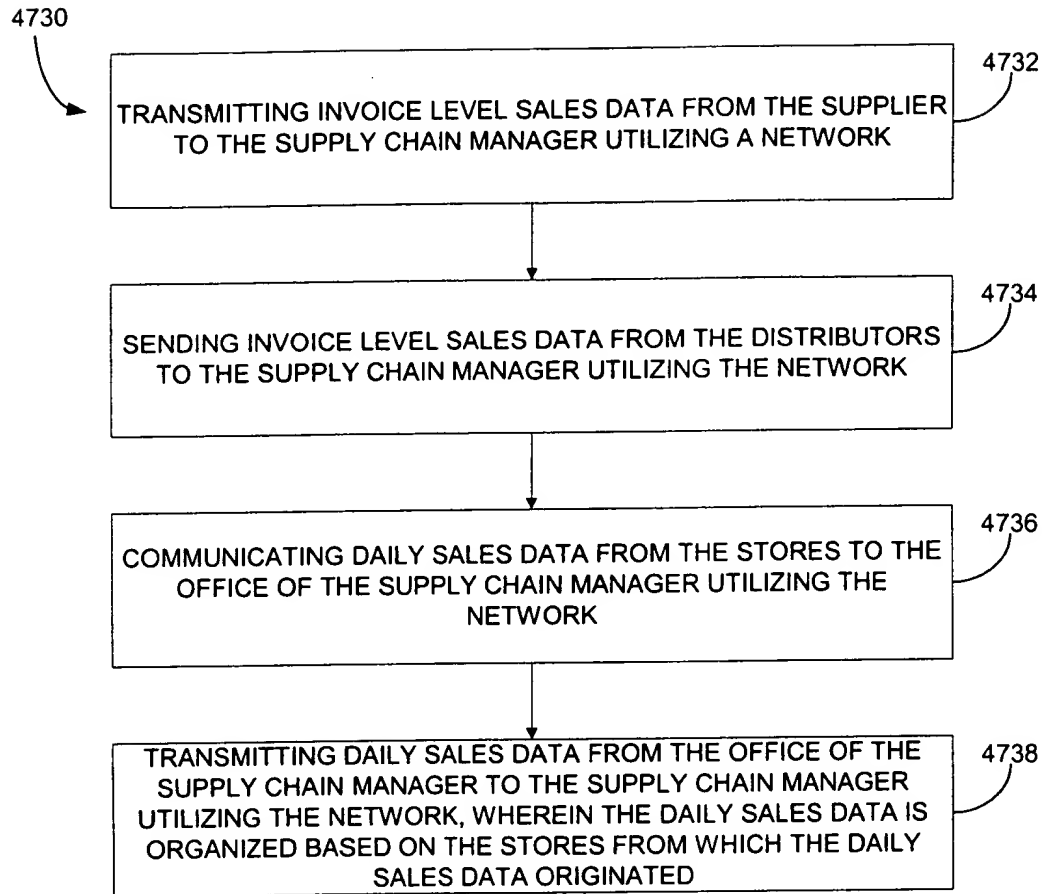 4730
4732
TRANSMITTING INVOICE LEVEL SALES DATA FROM THE SUPPLIER
TO THE SUPPLY CHAIN MANAGER UTILIZING A NETWORK
4734
SENDING INVOICE LEVEL SALES DATA FROM THE DISTRIBUTORS
TO THE SUPPLY CHAIN MANAGER UTILIZING THE NETWORK
4736
COMMUNICATING DAILY SALES DATA FROM THE STORES TO THE
OFFICE OF THE SUPPLY CHAIN MANAGER UTILIZING THE
NETWORK
4738
TRANSMITTING DAILY SALES DATA FROM THE OFFICE OF THE
SUPPLY CHAIN MANAGER TO THE SUPPLY CHAIN MANAGER
UTILIZING THE NETWORK, WHEREIN THE DAILY SALES DATA IS
ORGANIZED BASED ON THE STORES FROM WHICH THE DAILY
SALES DATA ORIGINATED